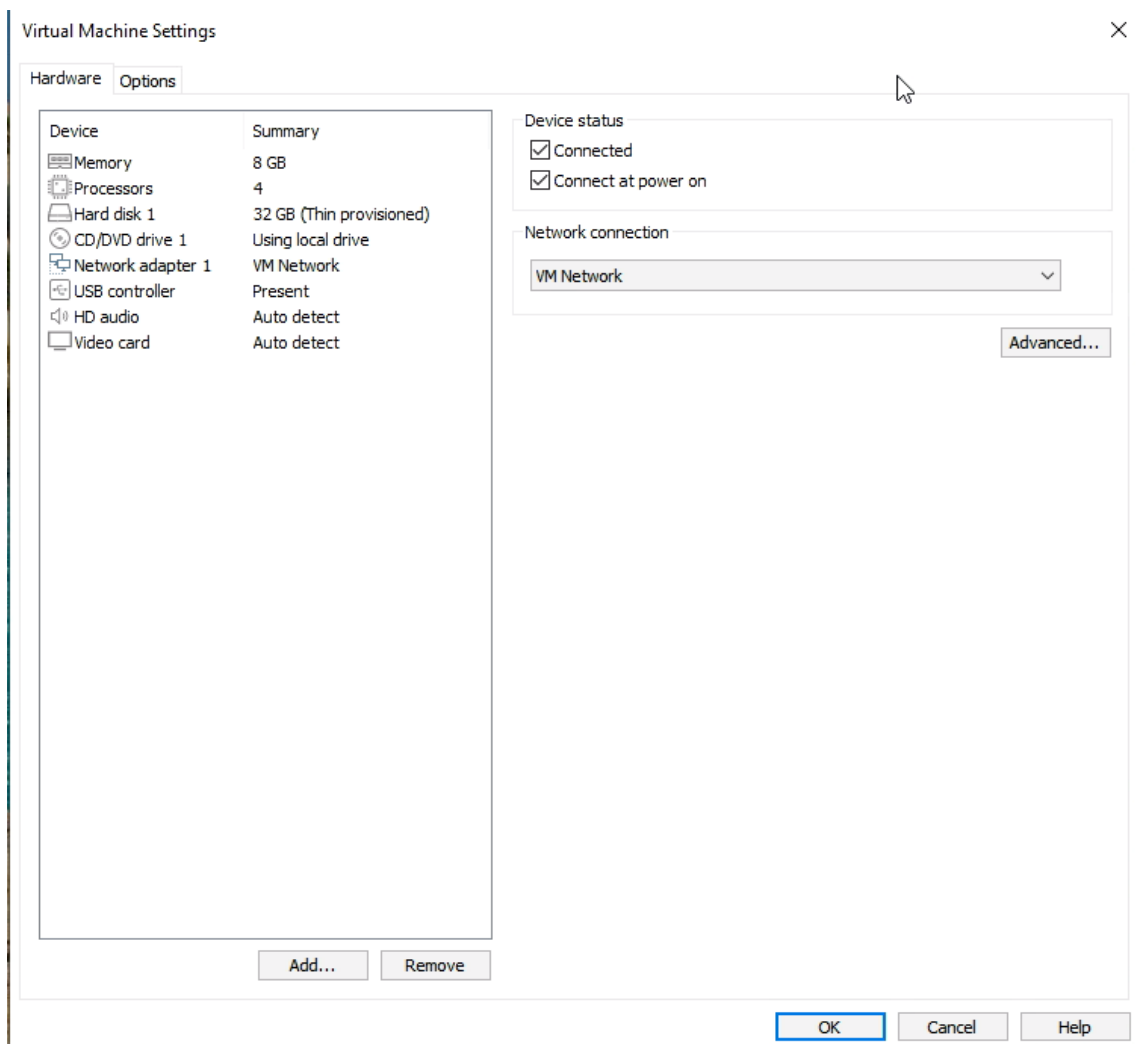 Virtual Machine Settings
Hardware Options
Device Summary
Memory 8 GB
Processors 4
Hard disk 1 32 GB (Thin provisioned)
CD/DVD drive 1 Using local drive
Network adapter 1 VM Network
USB controller Present
HD audio Auto detect
Video card Auto detect
Add... Remove
Device status
Connected
Connect at power on
Network connection
VM Network
Advanced...
OK Cancel Help